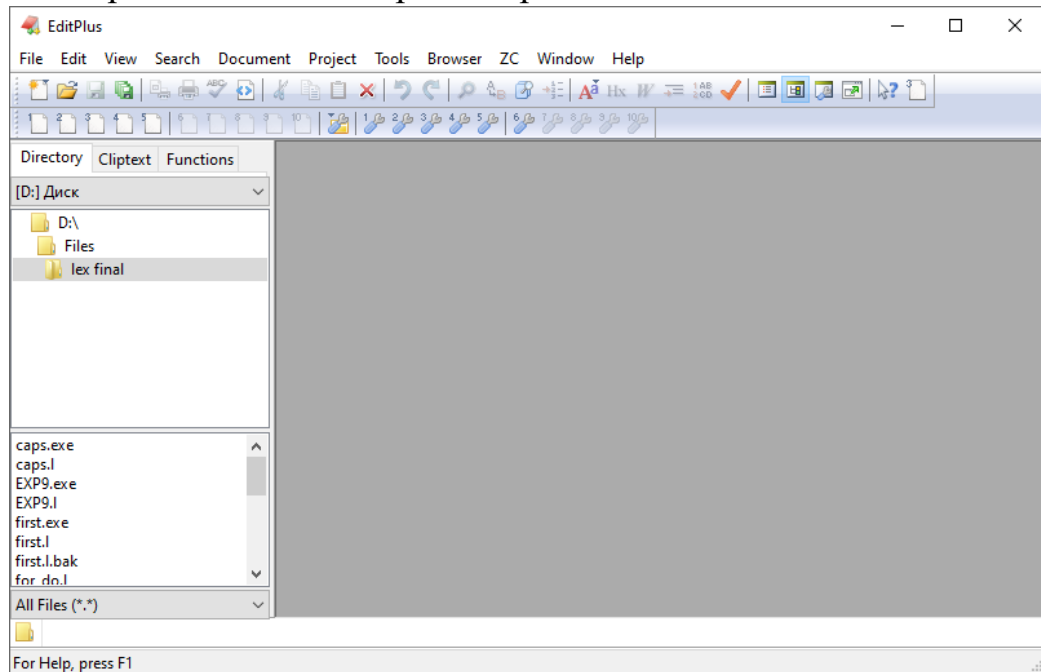 EditPlus
File Edit View Search Document Project Tools Browser ZC Window Help
Directory Cliptext Functions
[D:] Диск
D:\
Files
lex final
caps.exe
caps.l
EXP9.exe
EXP9.l
first.exe
first.l
first.l.bak
for_do.l
All Files (*.*)
For Help, press F1